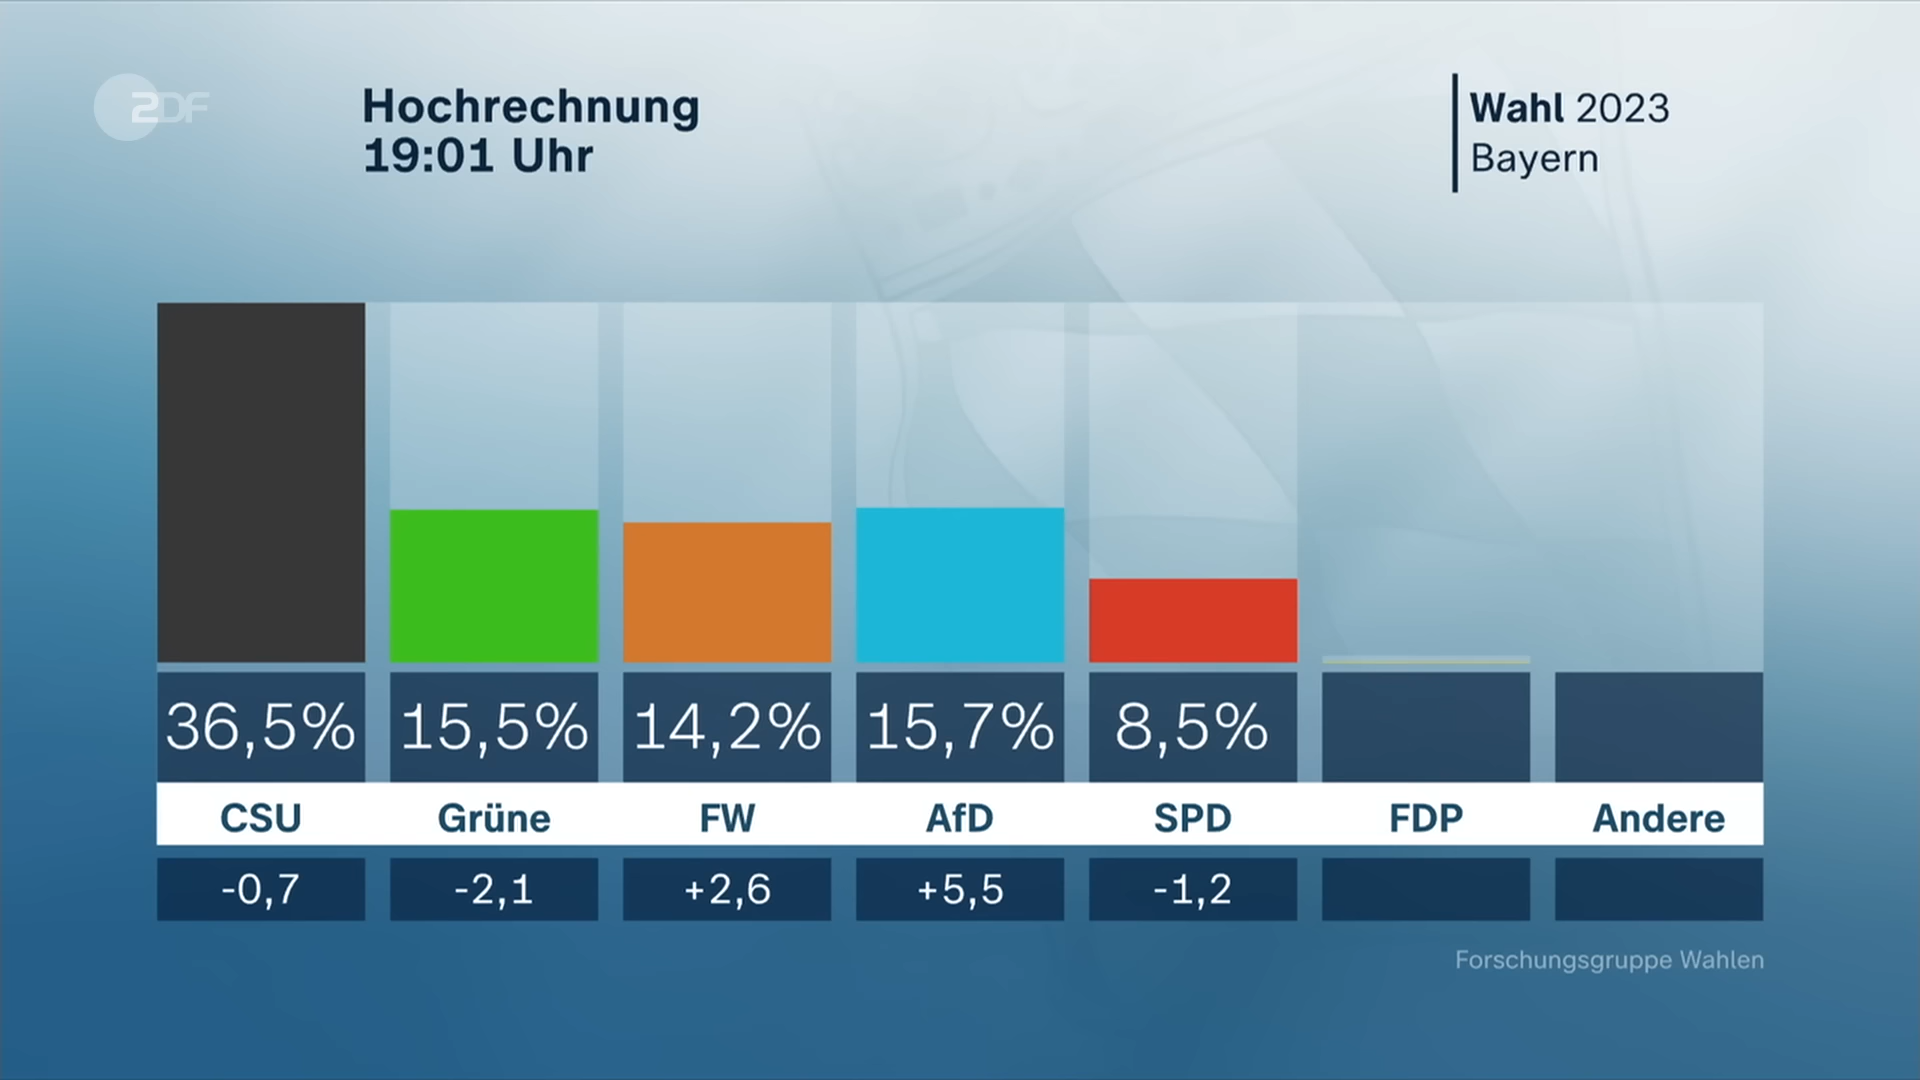 ZDF
Hochrechnung
19:01 Uhr
Wahl 2023
Bayern
36,5% 15,5% 14,2% 15,7% 8,5%
CSU Grüne FW AfD SPD FDP Andere
-0,7 -2,1 +2,6 +5,5 -1,2
Forschungsgruppe Wahlen